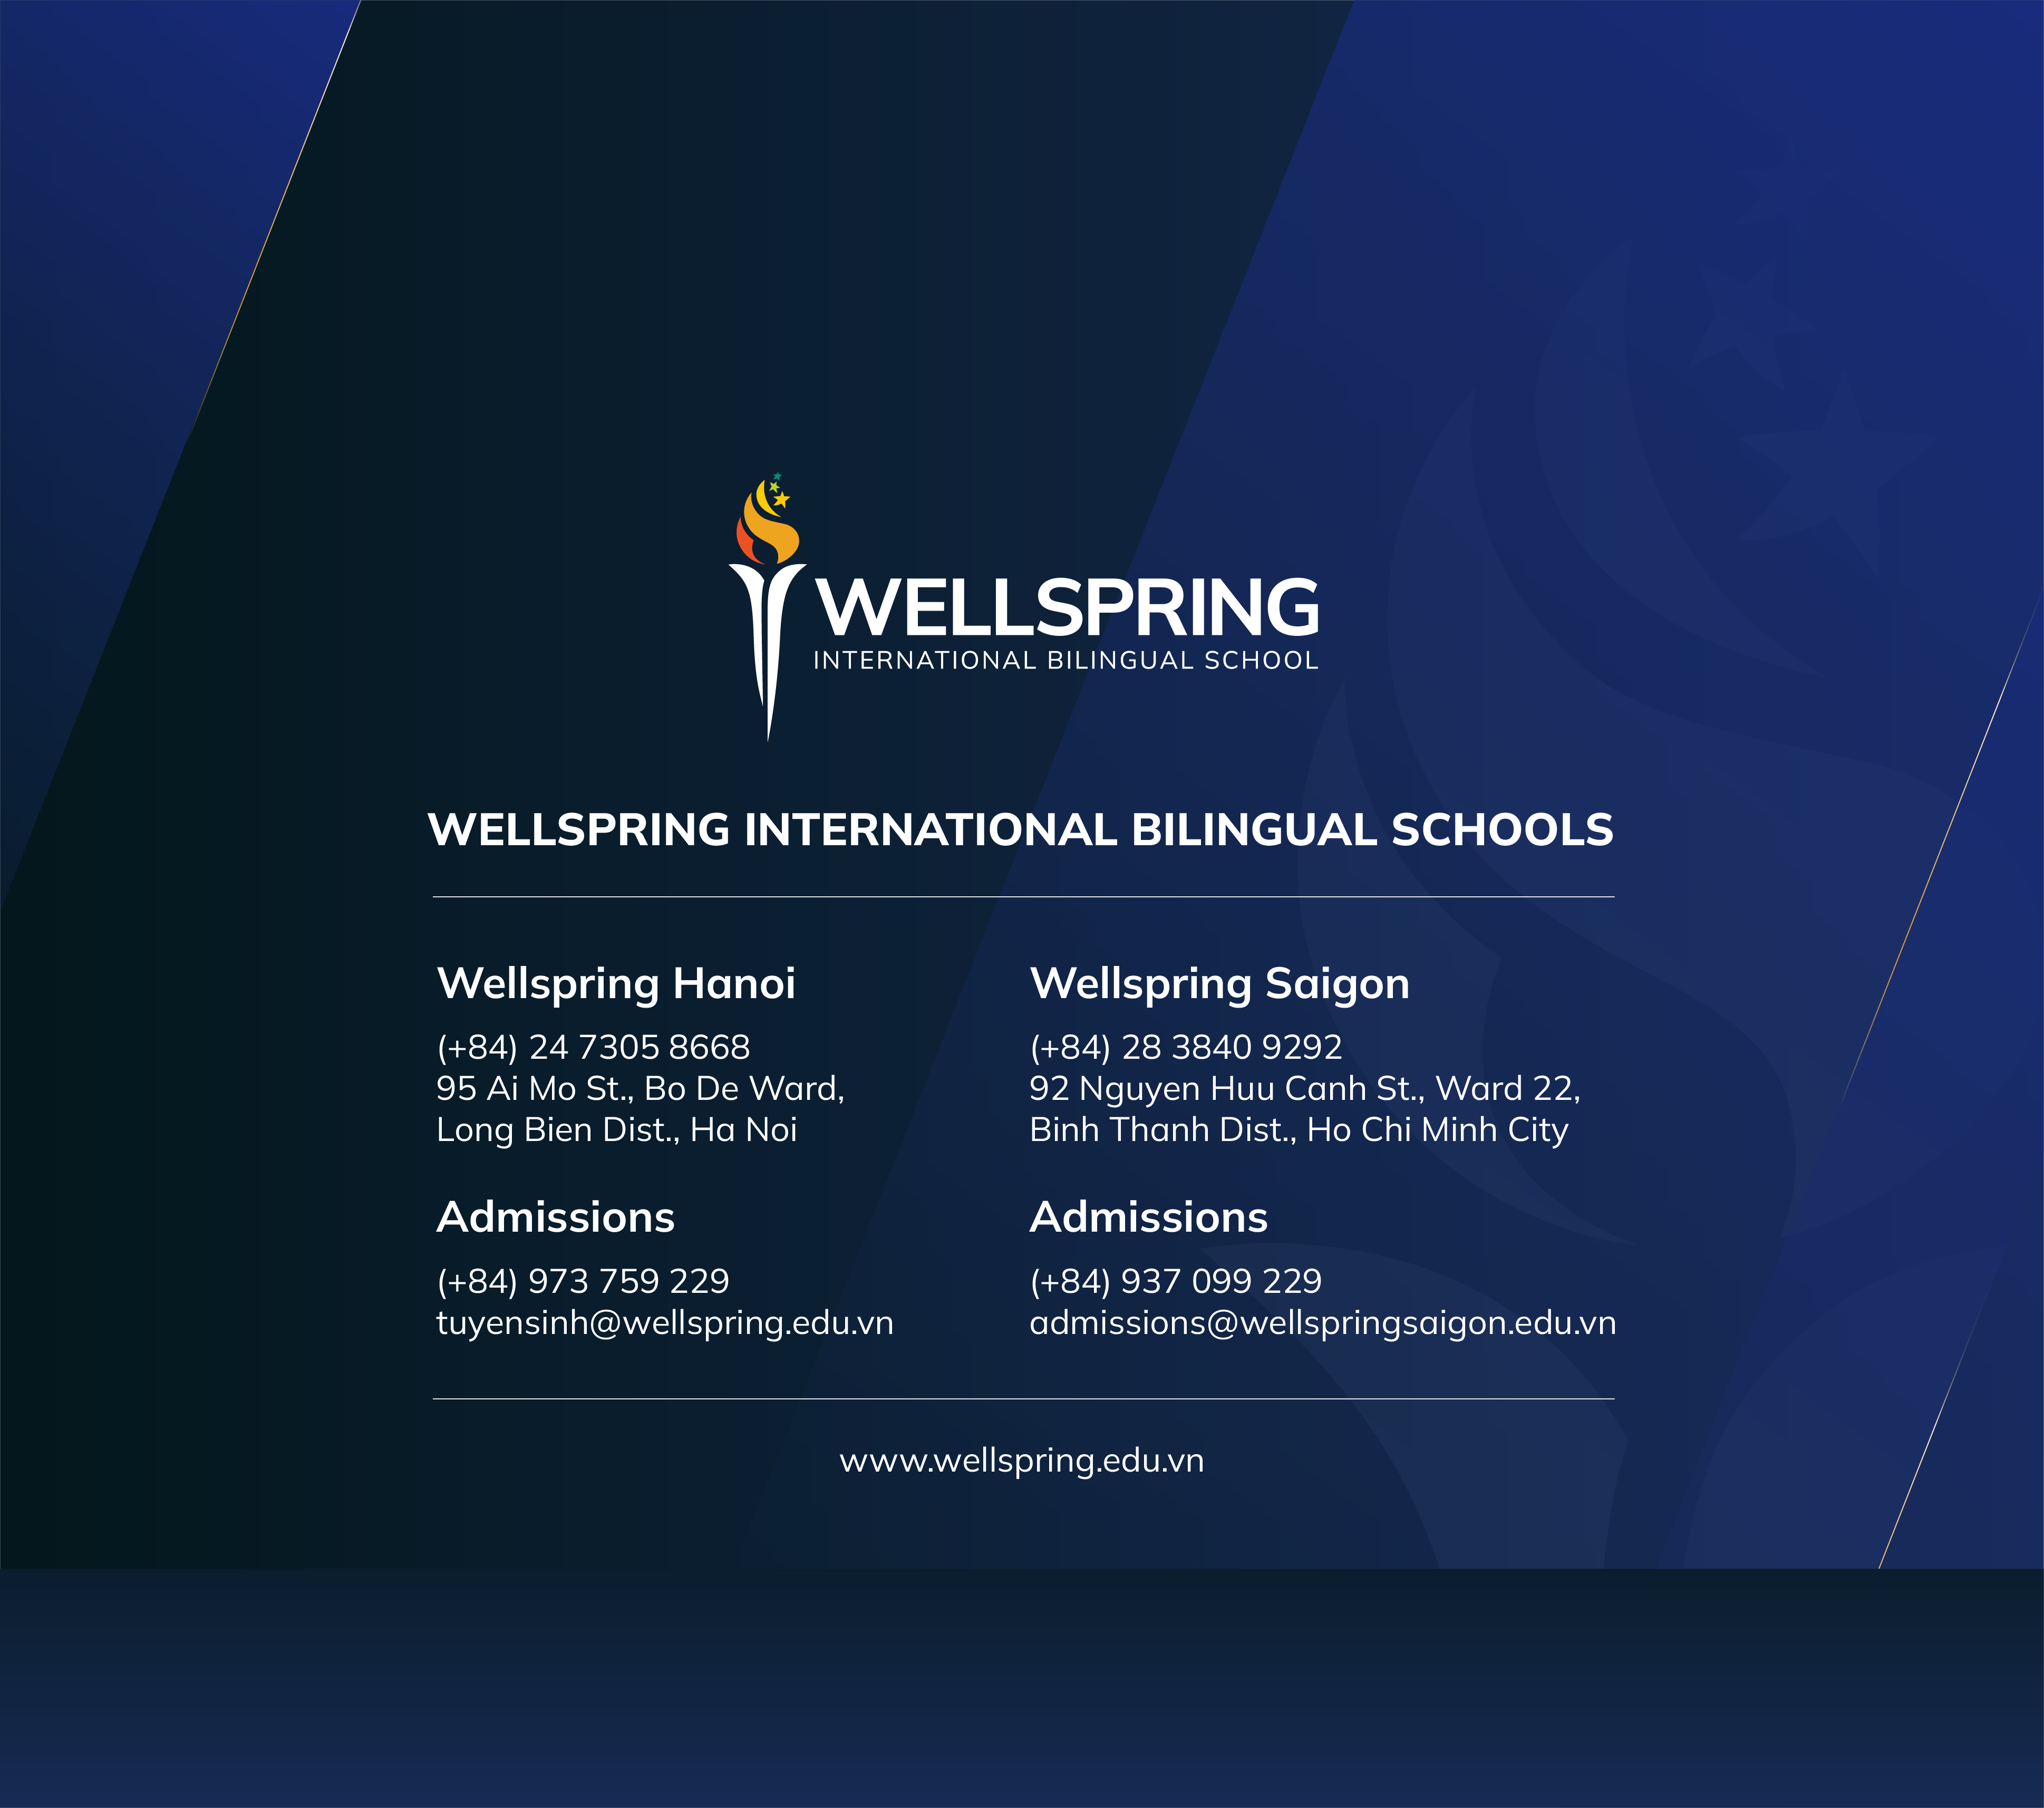 WELLSPRING
INTERNATIONAL BILINGUAL SCHOOL
WELLSPRING INTERNATIONAL BILINGUAL SCHOOLS
Wellspring Hanoi
(+84) 24 7305 8668
95 Ai Mo St., Bo De Ward,
Long Bien Dist., Ha Noi
Admissions
(+84) 973 759 229
tuyensinh@wellspring.edu.vn
Wellspring Saigon
(+84) 28 3840 9292
92 Nguyen Huu Canh St., Ward 22,
Binh Thanh Dist., Ho Chi Minh City
Admissions
(+84) 937 099 229
admissions@wellspringsaigon.edu.vn
www.wellspring.edu.vn